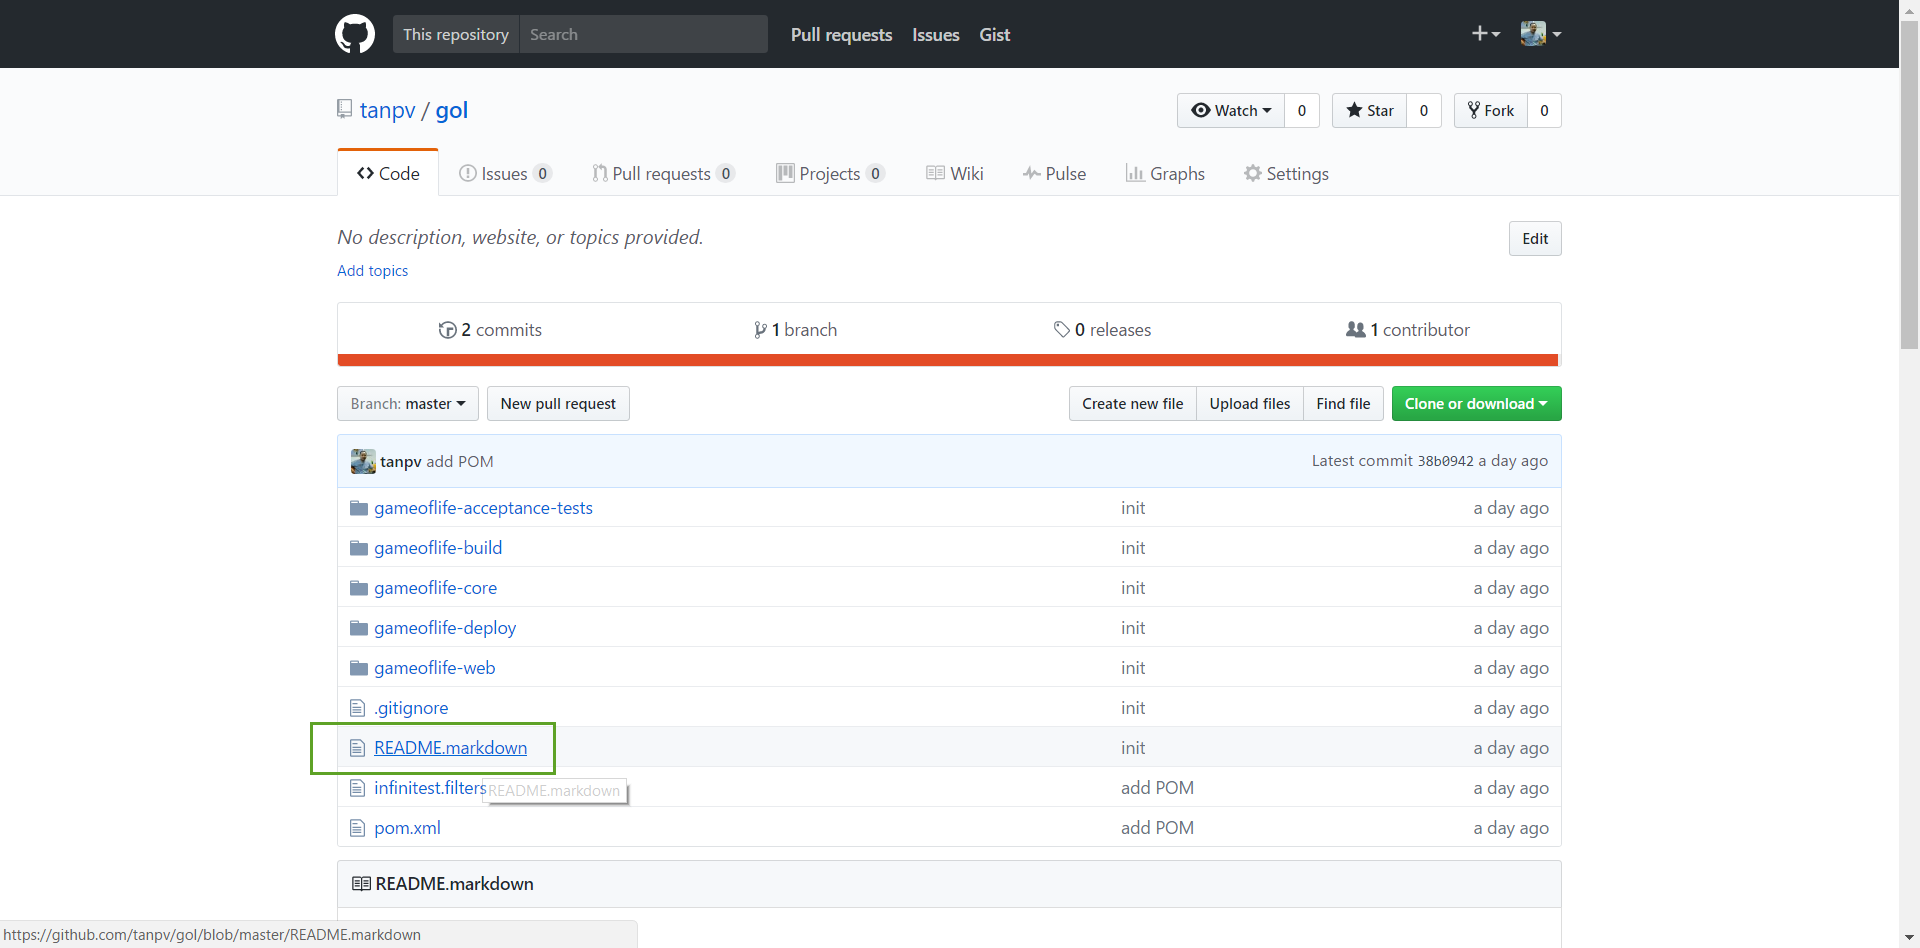 This repository Search Pull requests Issues Gist
tanpv / gol Watch 0 Star 0 Fork 0
Code Issues 0 Pull requests 0 Projects 0 Wiki Pulse Graphs Settings
No description, website, or topics provided. Edit
Add topics
2 commits 1 branch 0 releases 1 contributor
Branch: master New pull request Create new file Upload files Find file Clone or download
tanpv add POM Latest commit 38b0942 a day ago
gameoflife-acceptance-tests init a day ago
gameoflife-build init a day ago
gameoflife-core init a day ago
gameoflife-deploy init a day ago
gameoflife-web init a day ago
.gitignore init a day ago
README.markdown init a day ago
infinitest.filters README.markdown add POM a day ago
pom.xml add POM a day ago
README.markdown
https://github.com/tanpv/gol/blob/master/README.markdown